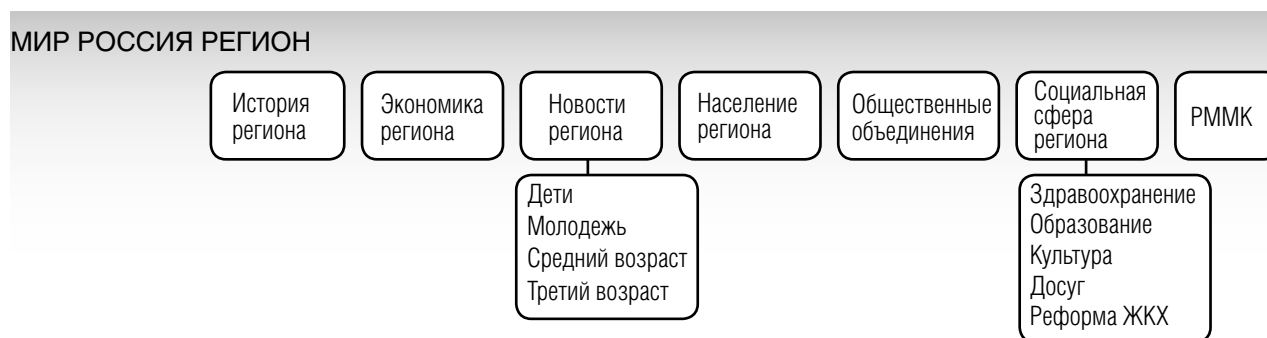 МИР РОССИЯ РЕГИОН
История
региона
Экономика
региона
Новости
региона
Население
региона
Общественные
объединения
Социальная
сфера
региона
РММК
Дети
Молодежь
Средний возраст
Третий возраст
Здравоохранение
Образование
Культура
Досуг
Реформа ЖКХ